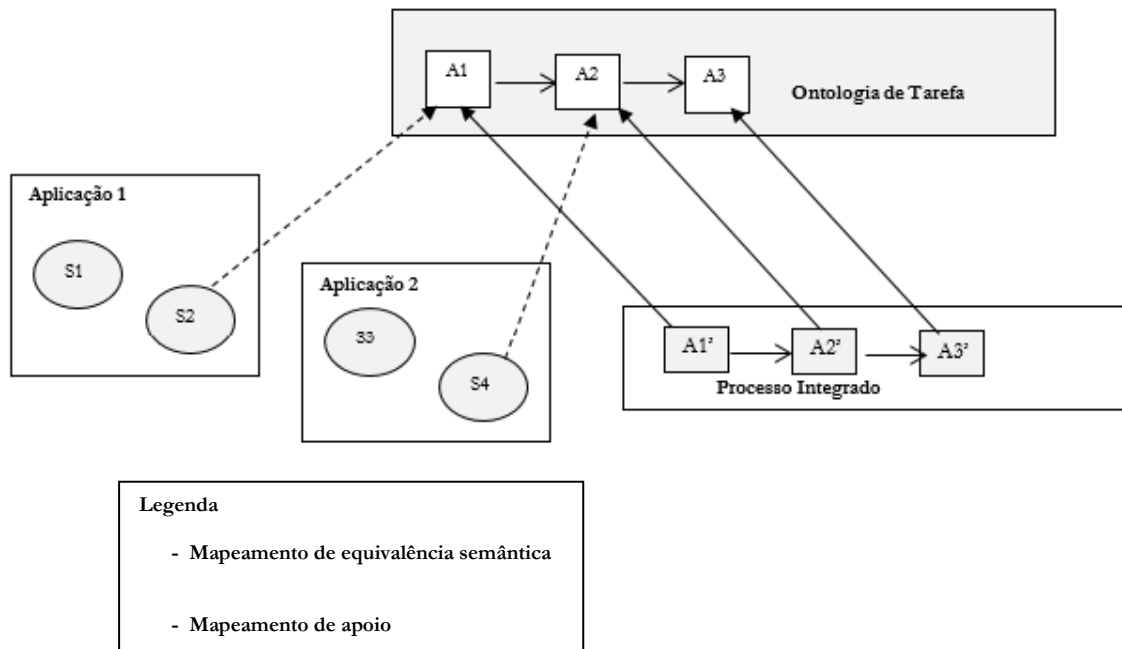 A1
A2
A3
Ontologia de Tarefa
Aplicação 1
S1
S2
Aplicação 2
S3
S4
A1’
A2’
A3’
Processo Integrado
Legenda
- Mapeamento de equivalência semântica
- Mapeamento de apoio